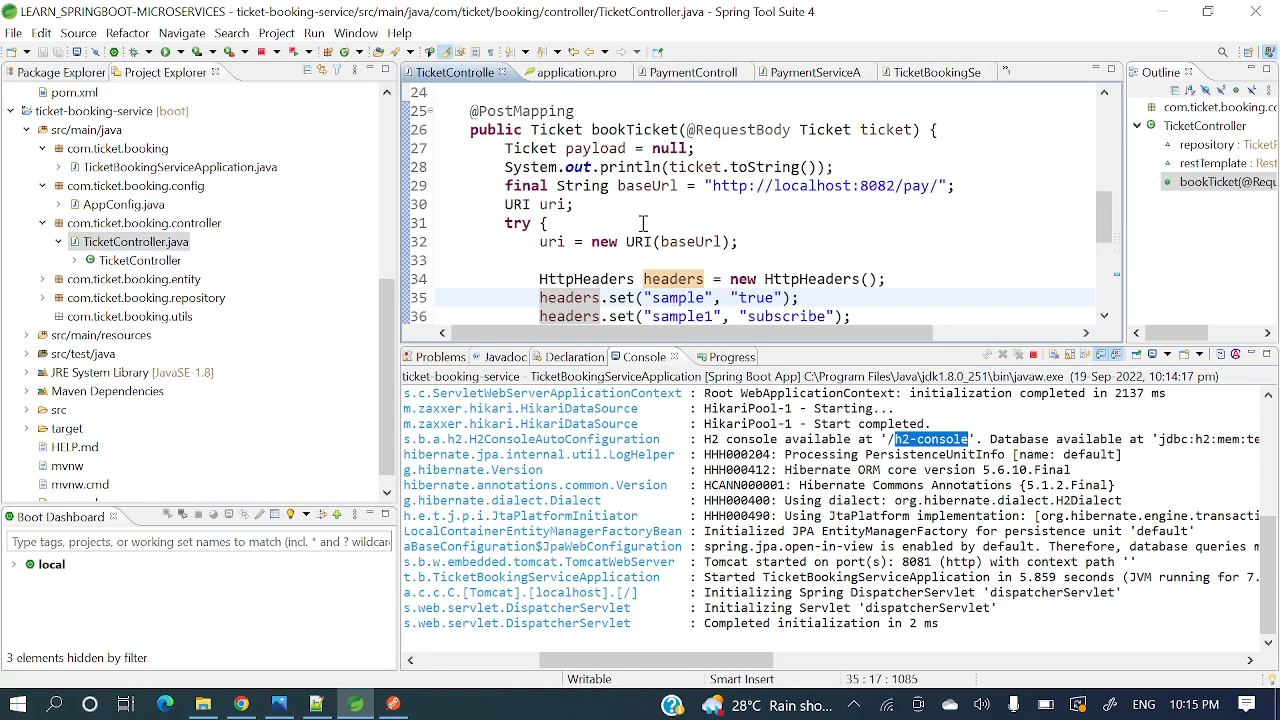 LEARN_SPRINGBOOT-MICROSERVICES - ticket-booking-service/src/main/java/com/ticket/booking/controller/TicketController.java - Spring Tool Suite 4
File Edit Source Refactor Navigate Search Project Run Window Help
Package Explorer Project Explorer
pom.xml
ticket-booking-service [boot]
src/main/java
com.ticket.booking
TicketBookingServiceApplication.java
com.ticket.booking.config
AppConfig.java
com.ticket.booking.controller
TicketController.java
TicketController
com.ticket.booking.entity
com.ticket.booking.repository
com.ticket.booking.utils
src/main/resources
src/test/java
JRE System Library [JavaSE-1.8]
Maven Dependencies
src
target
HELP.md
mvnw
mvnw.cmd
TicketControlle application.pro PaymentControll PaymentServiceA TicketBookingSe
24
25 @PostMapping
26 public Ticket bookTicket(@RequestBody Ticket ticket) {
27 Ticket payload = null;
28 System.out.println(ticket.toString());
29 final String baseUrl = "http://localhost:8082/pay/";
30 URI uri;
31 try {
32 uri = new URI(baseUrl);
33
34 HttpHeaders headers = new HttpHeaders();
35 headers.set("sample", "true");
36 headers.set("sample1", "subscribe");
Outline
com.ticket.booking.co
TicketController
repository: TicketR
restTemplate: Rest
bookTicket(@Requ
Boot Dashboard
Type tags, projects, or working set names to match (incl. * and ? wildcard
local
3 elements hidden by filter
Problems Javadoc Declaration Console Progress
ticket-booking-service - TicketBookingServiceApplication [Spring Boot App] C:\Program Files\Java\jdk1.8.0_251\bin\javaw.exe (19-Sep-2022, 10:14:17 pm)
s.c.ServletWebServerApplicationContext : Root WebApplicationContext: initialization completed in 2137 ms
m.zaxxer.hikari.HikariDataSource : HikariPool-1 - Starting...
m.zaxxer.hikari.HikariDataSource : HikariPool-1 - Start completed.
s.b.a.h2.H2ConsoleAutoConfiguration : H2 console available at '/h2-console'. Database available at 'jdbc:h2:mem:te
hibernate.jpa.internal.util.LogHelper : HHH000204: Processing PersistenceUnitInfo [name: default]
g.hibernate.Version : HHH000412: Hibernate ORM core version 5.6.10.Final
hibernate.annotations.common.Version : HCANN000001: Hibernate Commons Annotations {5.1.2.Final}
g.hibernate.dialect.Dialect : HHH000400: Using dialect: org.hibernate.dialect.H2Dialect
h.e.t.j.p.i.JtaPlatformInitiator : HHH000490: Using JtaPlatform implementation: [org.hibernate.engine.transacti
LocalContainerEntityManagerFactoryBean : Initialized JPA EntityManagerFactory for persistence unit 'default'
aBaseConfiguration$JpaWebConfiguration : spring.jpa.open-in-view is enabled by default. Therefore, database queries m
s.b.w.embedded.tomcat.TomcatWebServer : Tomcat started on port(s): 8081 (http) with context path ''
t.b.TicketBookingServiceApplication : Started TicketBookingServiceApplication in 5.859 seconds (JVM running for 7.
a.c.c.C.[Tomcat].[localhost].[/] : Initializing Spring DispatcherServlet 'dispatcherServlet'
s.web.servlet.DispatcherServlet : Initializing Servlet 'dispatcherServlet'
s.web.servlet.DispatcherServlet : Completed initialization in 2 ms
Writable Smart Insert 35 : 17 : 1085
28°C Rain sho... ENG 10:15 PM